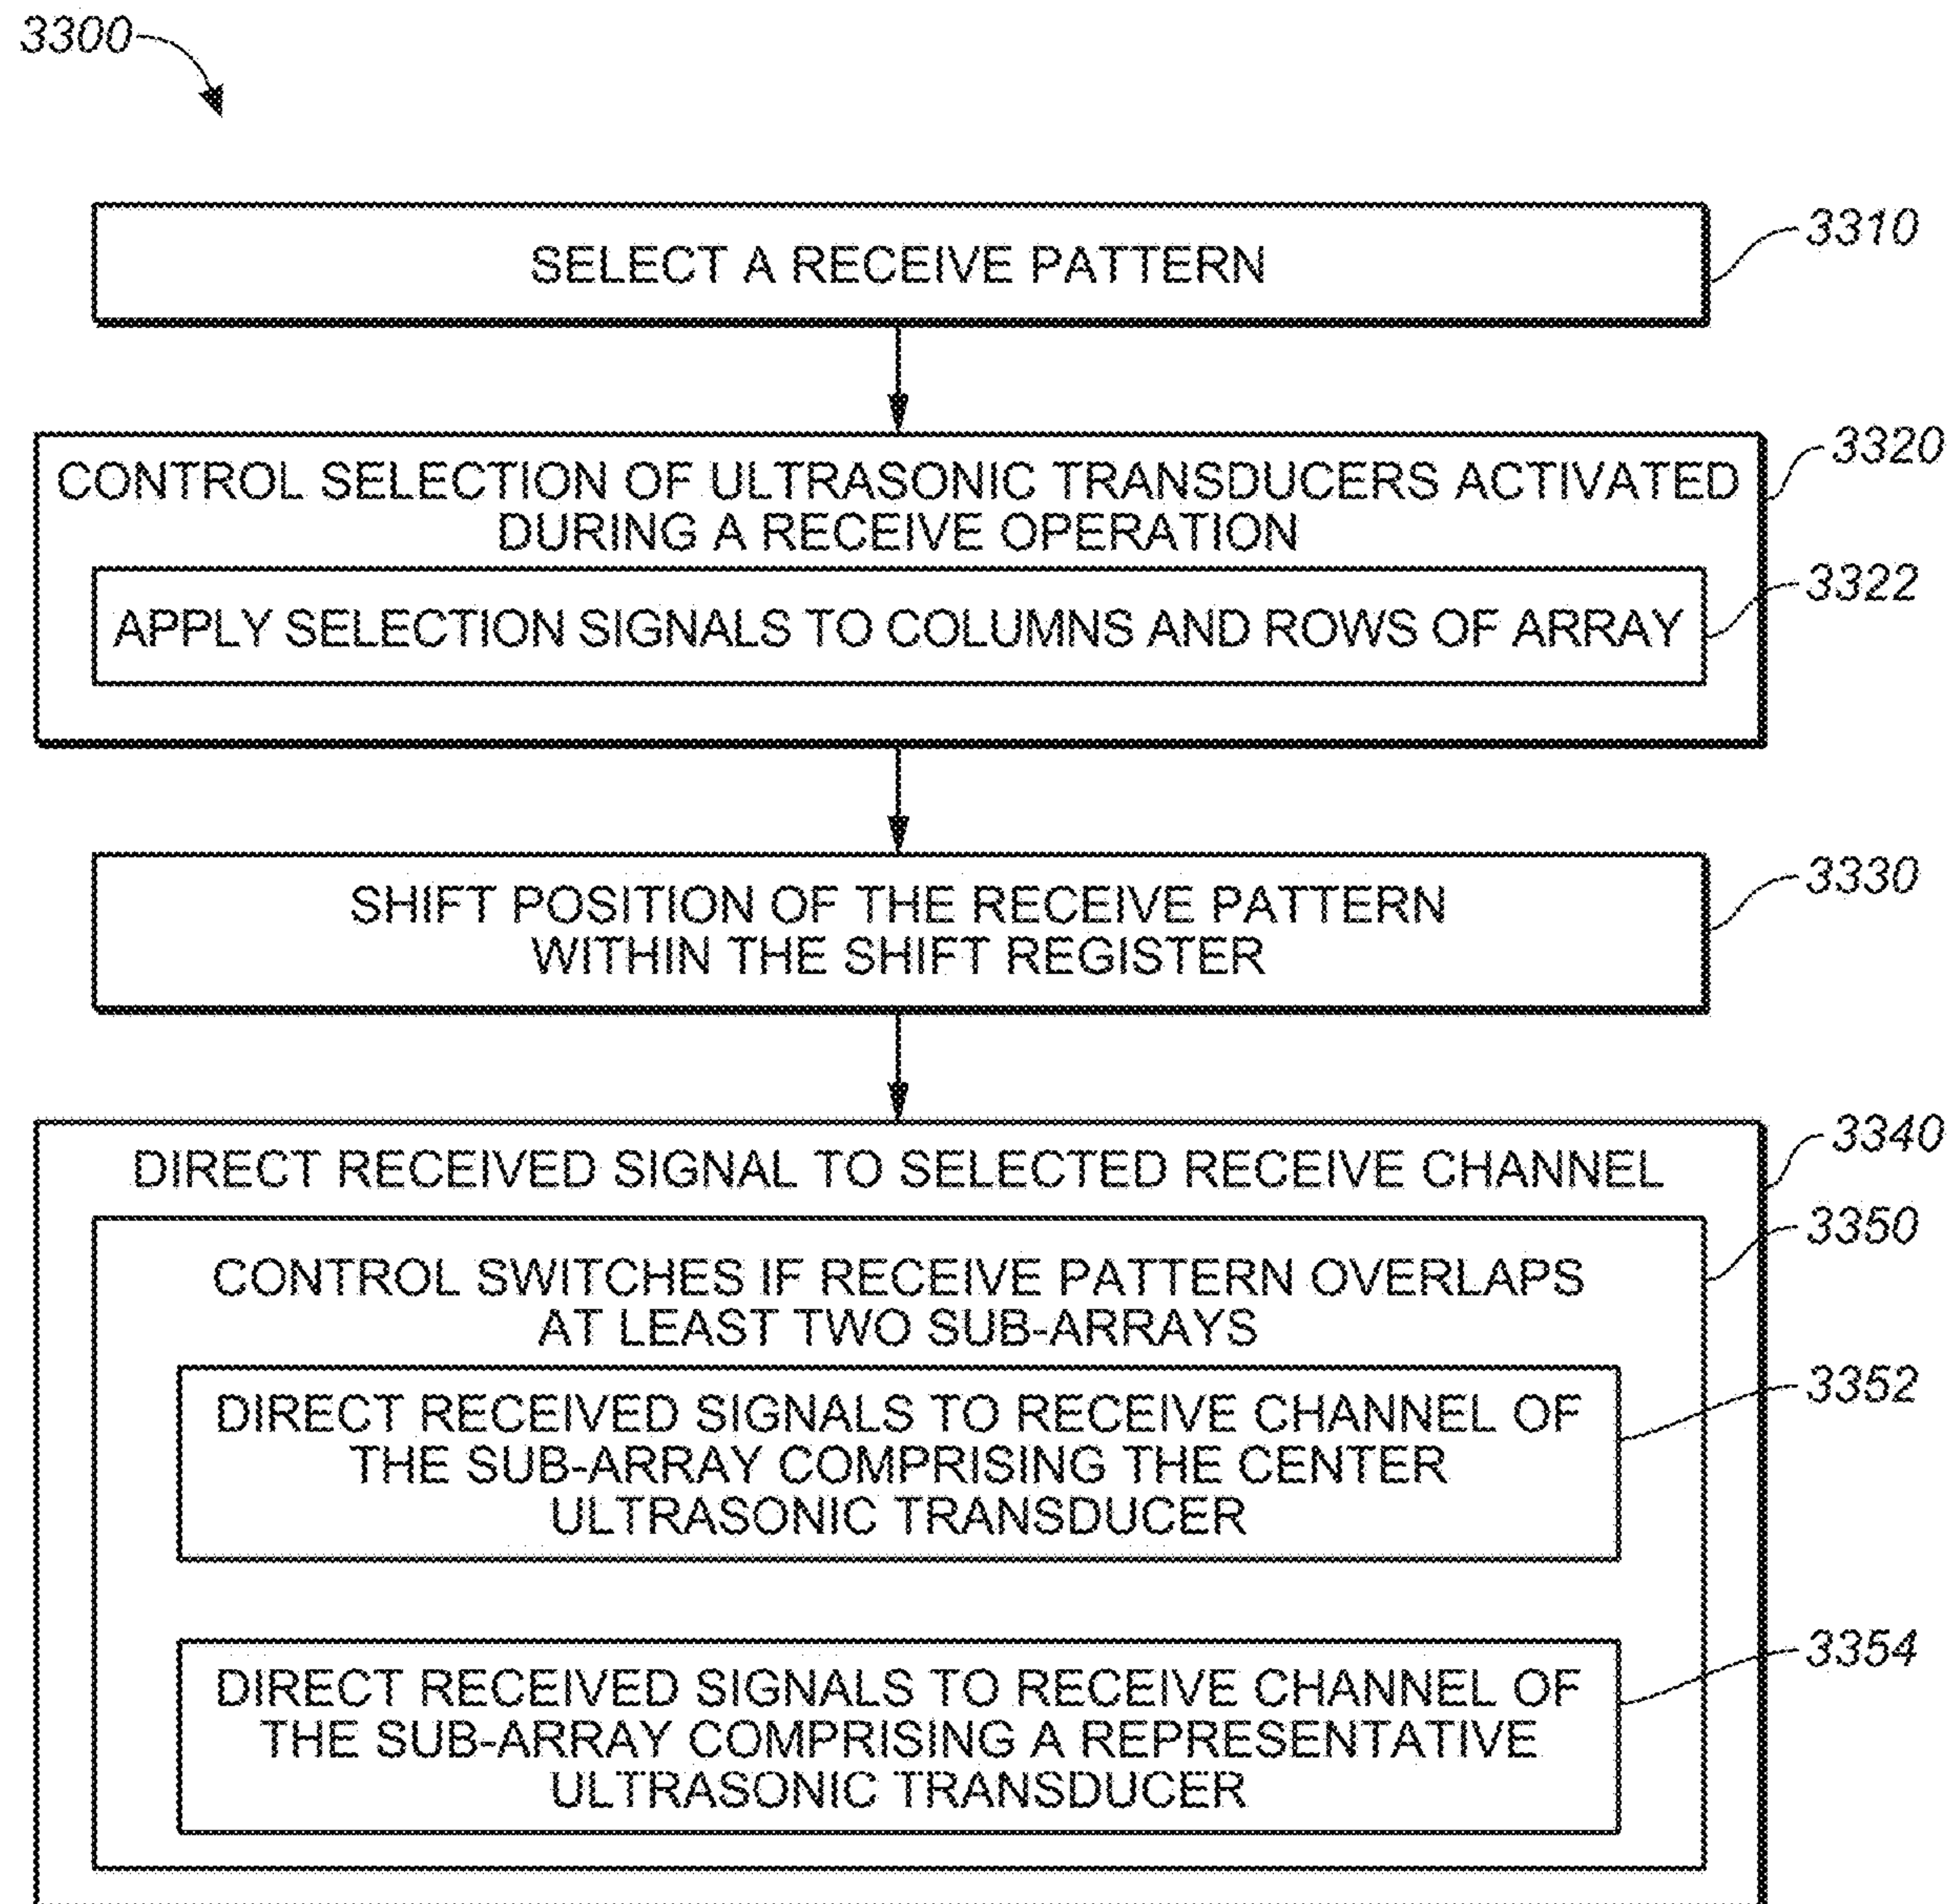 3300
SELECT A RECEIVE PATTERN
3310
CONTROL SELECTION OF ULTRASONIC TRANSDUCERS ACTIVATED
DURING A RECEIVE OPERATION
3320
APPLY SELECTION SIGNALS TO COLUMNS AND ROWS OF ARRAY
3322
SHIFT POSITION OF THE RECEIVE PATTERN
WITHIN THE SHIFT REGISTER
3330
DIRECT RECEIVED SIGNAL TO SELECTED RECEIVE CHANNEL
3340
CONTROL SWITCHES IF RECEIVE PATTERN OVERLAPS
AT LEAST TWO SUB-ARRAYS
3350
DIRECT RECEIVED SIGNALS TO RECEIVE CHANNEL OF
THE SUB-ARRAY COMPRISING THE CENTER
ULTRASONIC TRANSDUCER
3352
DIRECT RECEIVED SIGNALS TO RECEIVE CHANNEL OF
THE SUB-ARRAY COMPRISING A REPRESENTATIVE
ULTRASONIC TRANSDUCER
3354